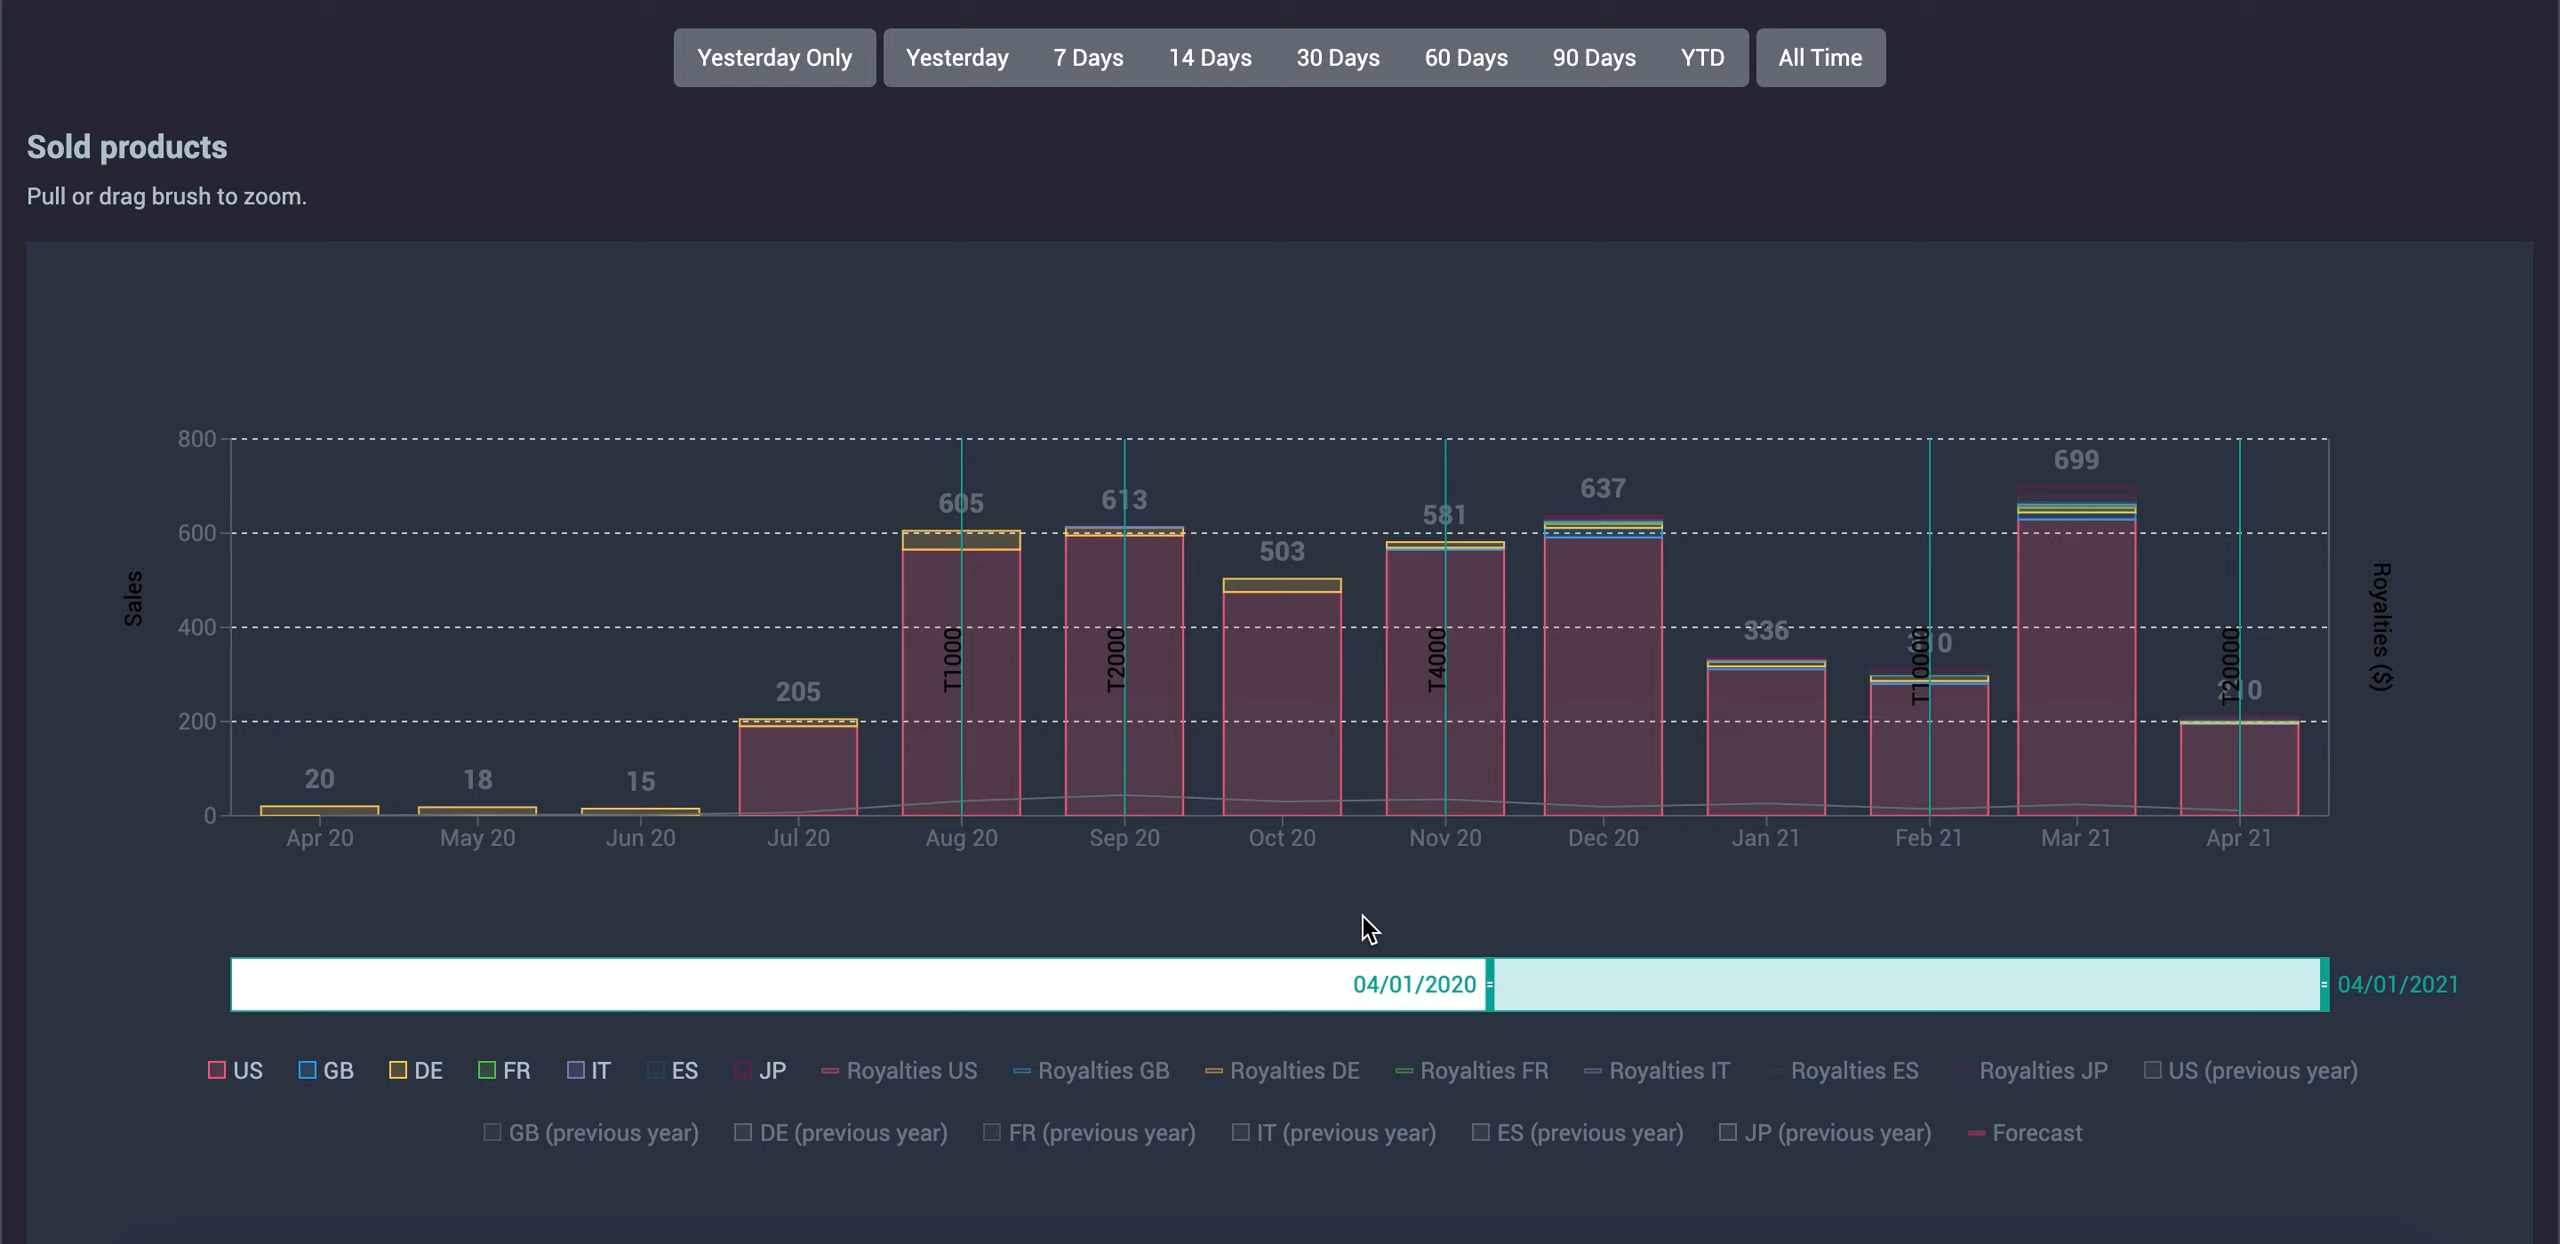 Yesterday Only Yesterday 7 Days 14 Days 30 Days 60 Days 90 Days YTD All Time
Sold products
Pull or drag brush to zoom.
800
600
400
200
0
Sales
Royalties ($)
20
18
15
205
605
613
503
581
637
336
310
699
210
T1000
T2000
T4000
T10000
T20000
Apr 20 May 20 Jun 20 Jul 20 Aug 20 Sep 20 Oct 20 Nov 20 Dec 20 Jan 21 Feb 21 Mar 21 Apr 21
04/01/2020 04/01/2021
US GB DE FR IT ES JP Royalties US Royalties GB Royalties DE Royalties FR Royalties IT Royalties ES Royalties JP US (previous year)
GB (previous year) DE (previous year) FR (previous year) IT (previous year) ES (previous year) JP (previous year) Forecast